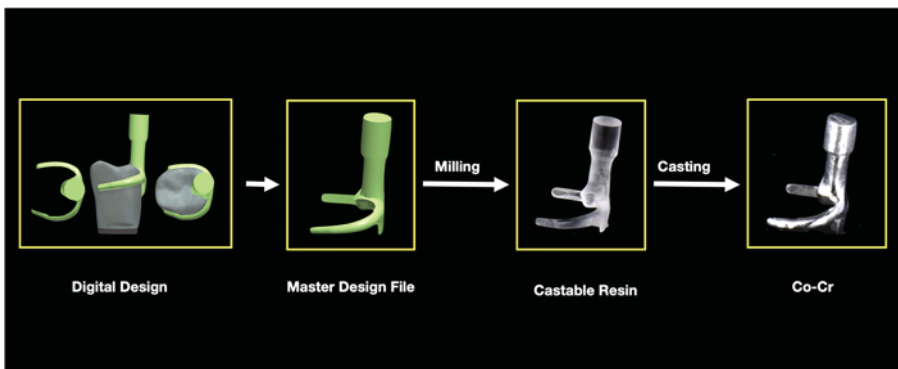 Milling
Casting
Digital Design
Master Design File
Castable Resin
Co-Cr